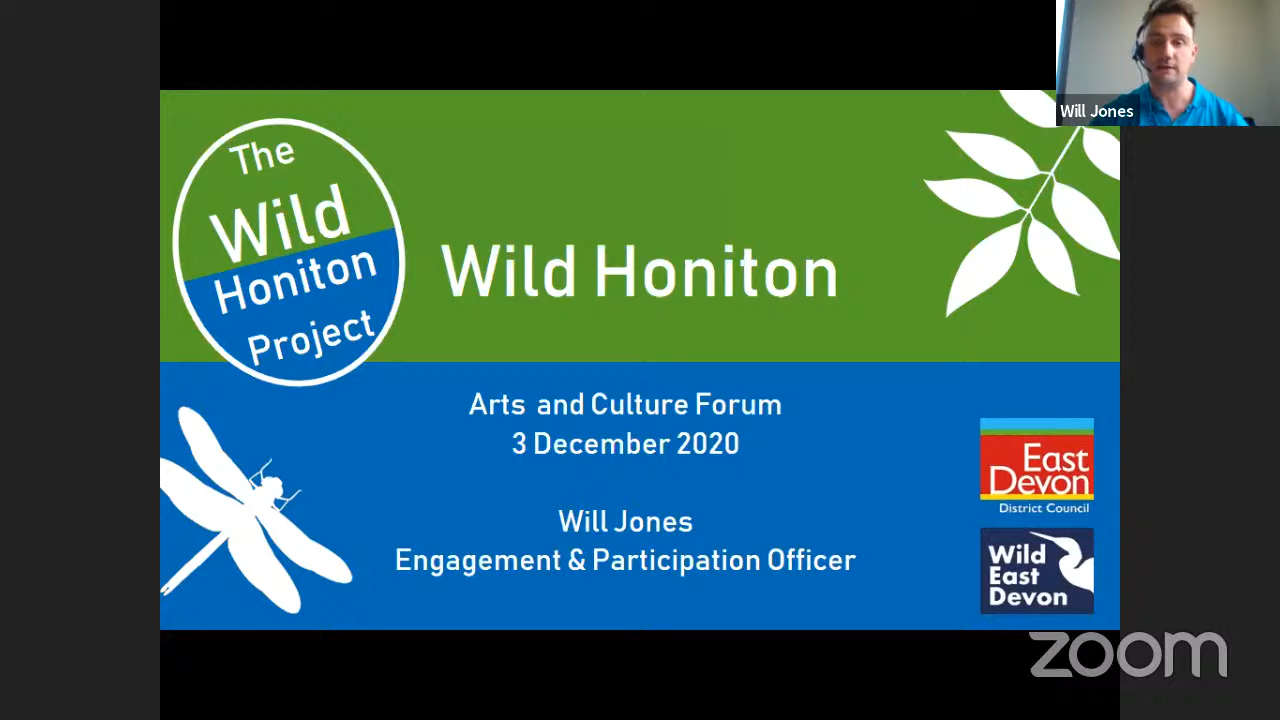 Will Jones
The
Wild
Honiton
Project
Wild Honiton
Arts and Culture Forum
3 December 2020
Will Jones
Engagement & Participation Officer
East
Devon
District Council
Wild
East
Devon
zoom